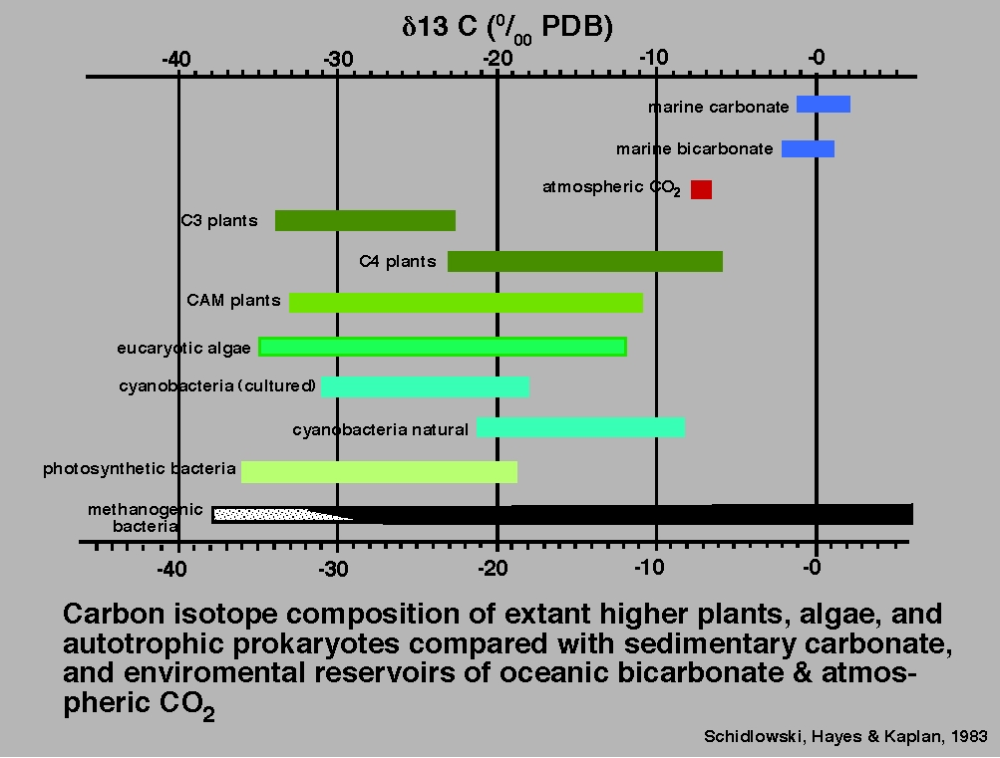 δ13 C (0/00 PDB)
-40 -30 -20 -10 -0
marine carbonate
marine bicarbonate
atmospheric CO2
C3 plants
C4 plants
CAM plants
eucaryotic algae
cyanobacteria (cultured)
cyanobacteria natural
photosynthetic bacteria
methanogenic
bacteria
-40 -30 -20 -10 -0
Carbon isotope composition of extant higher plants, algae, and
autotrophic prokaryotes compared with sedimentary carbonate,
and enviromental reservoirs of oceanic bicarbonate & atmos-
pheric CO2
Schidlowski, Hayes & Kaplan, 1983